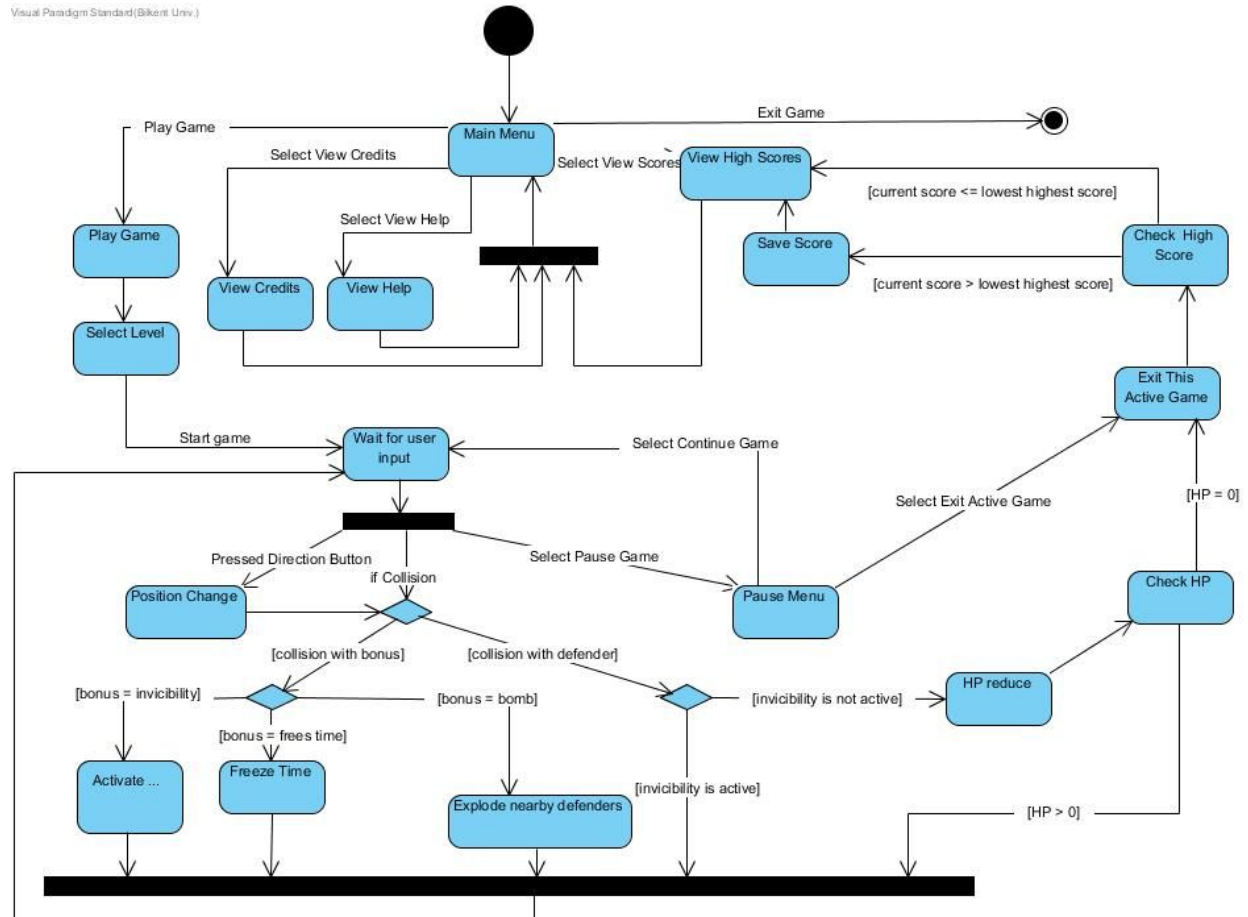 Visual Paradigm Standard(Bilkent Univ.)
Exit Game
Play Game
Main Menu
Select View Credits
Select View Scores
View High Scores
[current score <= lowest highest score]
Select View Help
Play Game
Save Score
Check High
Score
View Credits
View Help
[current score > lowest highest score]
Select Level
Exit This
Active Game
Start game
Wait for user
input
Select Continue Game
Select Exit Active Game
[HP = 0]
Pressed Direction Button
Select Pause Game
if Collision
Position Change
Pause Menu
Check HP
[collision with bonus]
[collision with defender]
[bonus = invicibility]
[bonus = bomb]
[invicibility is not active]
HP reduce
[bonus = frees time]
Activate ...
Freeze Time
[invicibility is active]
Explode nearby defenders
[HP > 0]